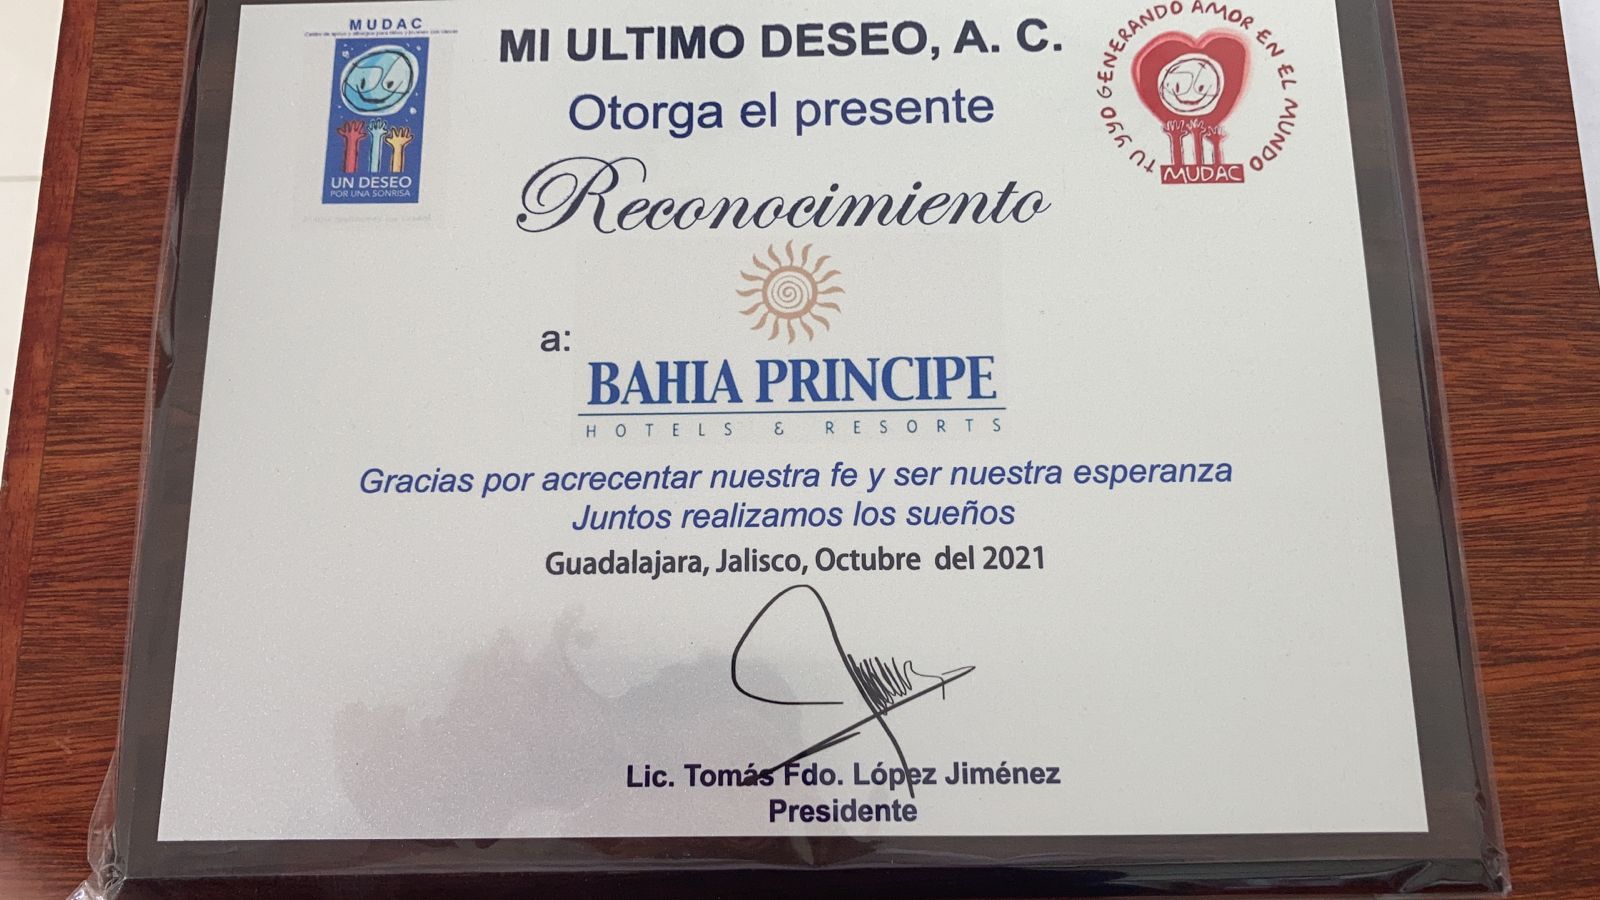 MUDAC
UN DESEO
POR UNA SONRISA
MI ULTIMO DESEO, A. C.
TU Y YO GENERANDO AMOR EN EL MUNDO
MUDAC
Otorga el presente
Reconocimiento
a:
BAHIA PRINCIPE
HOTELS & RESORTS
Gracias por acrecentar nuestra fe y ser nuestra esperanza
Juntos realizamos los sueños
Guadalajara, Jalisco, Octubre del 2021
Lic. Tomás Fdo. López Jiménez
Presidente